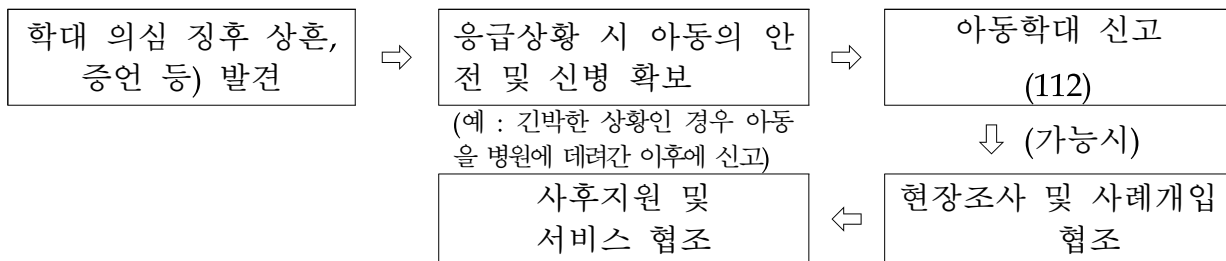 학대 의심 징후 상흔,
증언 등) 발견
⇨
응급상황 시 아동의 안
전 및 신병 확보
(예 : 긴박한 상황인 경우 아동
을 병원에 데려간 이후에 신고)
⇨
아동학대 신고
(112)
⇩ (가능시)
현장조사 및 사례개입
협조
⇦
사후지원 및
서비스 협조